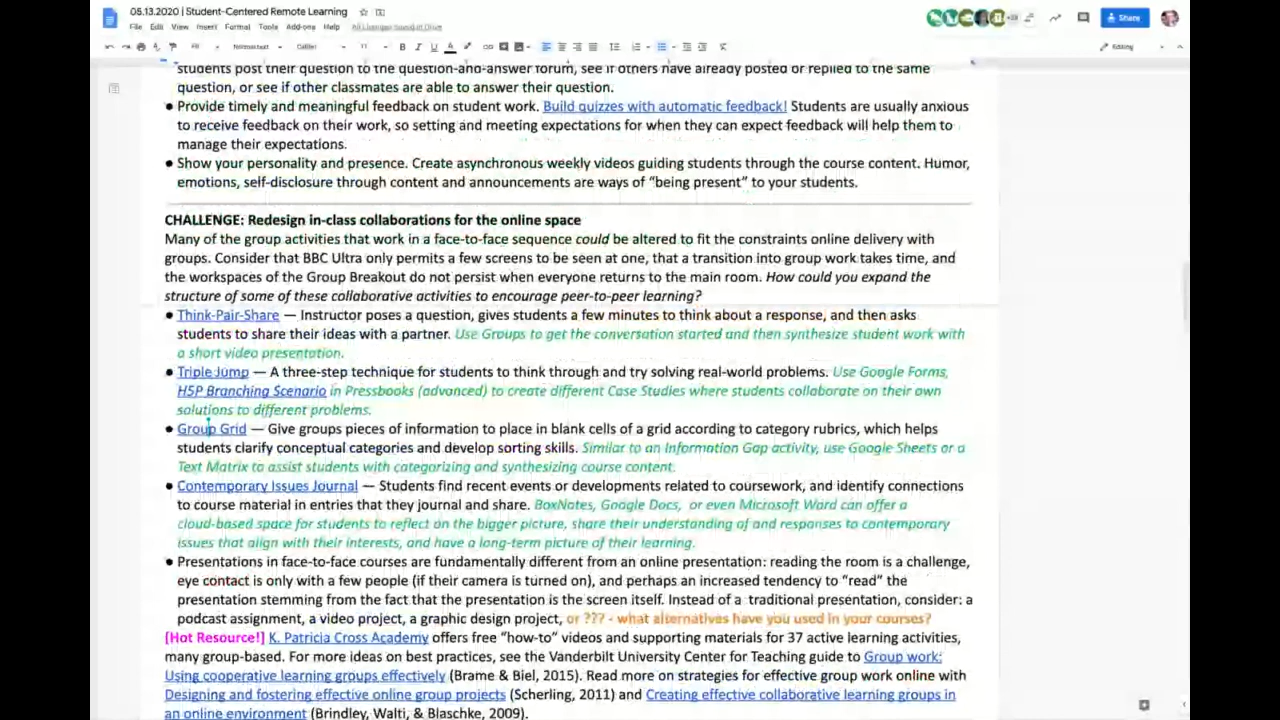 05.13.2020 | Student-Centered Remote Learning
File Edit View Insert Format Tools Add-ons Help
Share
Editing
students post their question to the question-and-answer forum, see if others have already posted or replied to the same
question, or see if other classmates are able to answer their question.
● Provide timely and meaningful feedback on student work. Build quizzes with automatic feedback! Students are usually anxious
to receive feedback on their work, so setting and meeting expectations for when they can expect feedback will help them to
manage their expectations.
● Show your personality and presence. Create asynchronous weekly videos guiding students through the course content. Humor,
emotions, self-disclosure through content and announcements are ways of “being present” to your students.
CHALLENGE: Redesign in-class collaborations for the online space
Many of the group activities that work in a face-to-face sequence could be altered to fit the constraints online delivery with
groups. Consider that BBC Ultra only permits a few screens to be seen at one, that a transition into group work takes time, and
the workspaces of the Group Breakout do not persist when everyone returns to the main room. How could you expand the
structure of some of these collaborative activities to encourage peer-to-peer learning?
● Think-Pair-Share — Instructor poses a question, gives students a few minutes to think about a response, and then asks
students to share their ideas with a partner. Use Groups to get the conversation started and then synthesize student work with
a short video presentation.
● Triple Jump — A three-step technique for students to think through and try solving real-world problems. Use Google Forms,
H5P Branching Scenario in Pressbooks (advanced) to create different Case Studies where students collaborate on their own
solutions to different problems.
● Group Grid — Give groups pieces of information to place in blank cells of a grid according to category rubrics, which helps
students clarify conceptual categories and develop sorting skills. Similar to an Information Gap activity, use Google Sheets or a
Text Matrix to assist students with categorizing and synthesizing course content.
● Contemporary Issues Journal — Students find recent events or developments related to coursework, and identify connections
to course material in entries that they journal and share. BoxNotes, Google Docs, or even Microsoft Ward can offer a
cloud-based space for students to reflect on the bigger picture, share their understanding of and responses to contemporary
issues that align with their interests, and have a long-term picture of their learning.
● Presentations in face-to-face courses are fundamentally different from an online presentation: reading the room is a challenge,
eye contact is only with a few people (if their camera is turned on), and perhaps an increased tendency to “read” the
presentation stemming from the fact that the presentation is the screen itself. Instead of a traditional presentation, consider: a
podcast assignment, a video project, a graphic design project, or ??? - what alternatives have you used in your courses?
[Hot Resource!] K. Patricia Cross Academy offers free “how-to” videos and supporting materials for 37 active learning activities,
many group-based. For more ideas on best practices, see the Vanderbilt University Center for Teaching guide to Group work:
Using cooperative learning groups effectively (Brame & Biel, 2015). Read more on strategies for effective group work online with
Designing and fostering effective online group projects (Scherling, 2011) and Creating effective collaborative learning groups in
an online environment (Brindley, Walti, & Blaschke, 2009).